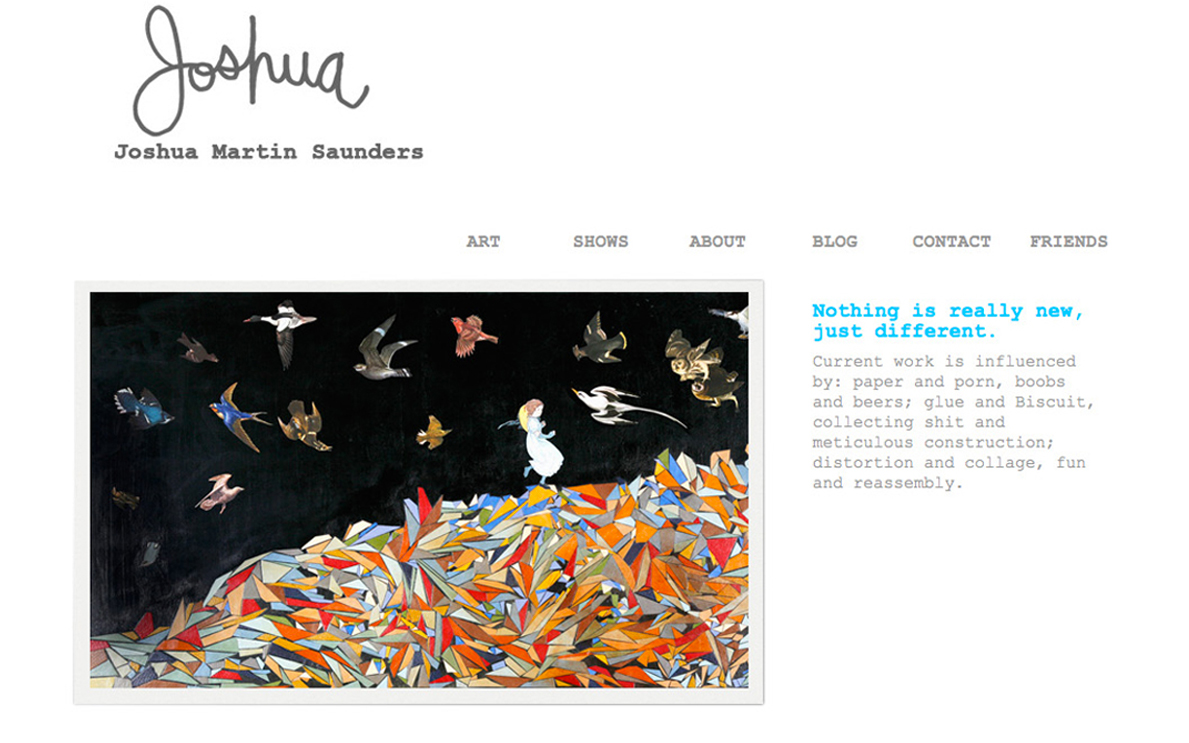 Joshua
Joshua Martin Saunders
ART SHOWS ABOUT BLOG CONTACT FRIENDS
Nothing is really new,
just different.
Current work is influenced
by: paper and porn, boobs
and beers; glue and Biscuit,
collecting shit and
meticulous construction;
distortion and collage, fun
and reassembly.